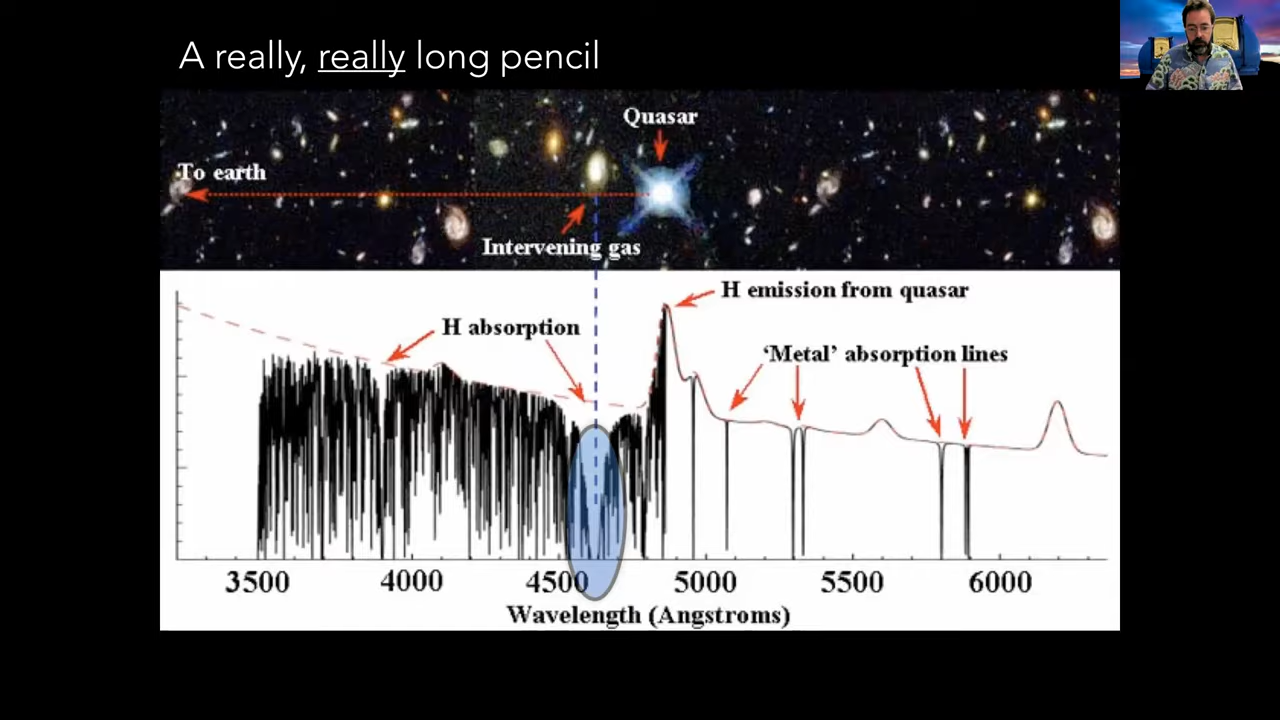 A really, really long pencil
Quasar
To earth
Intervening gas
H emission from quasar
H absorption
‘Metal’ absorption lines
3500 4000 4500 5000 5500 6000
Wavelength (Angstroms)